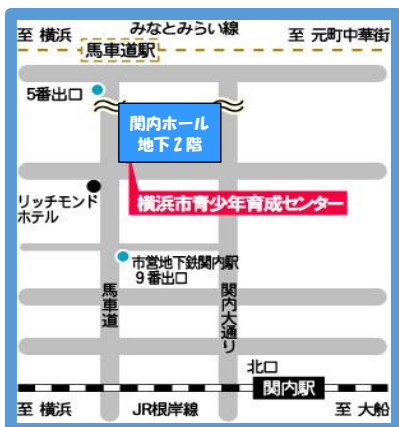 みなとみらい線
至 横浜
至 元町中華街
馬車道駅
5番出口
関内ホール
地下2階
リッチモンド
ホテル
横浜市青少年育成センター
市営地下鉄関内駅
9番出口
馬車道
関内大通り
北口
関内駅
至 横浜
JR根岸線
至 大船